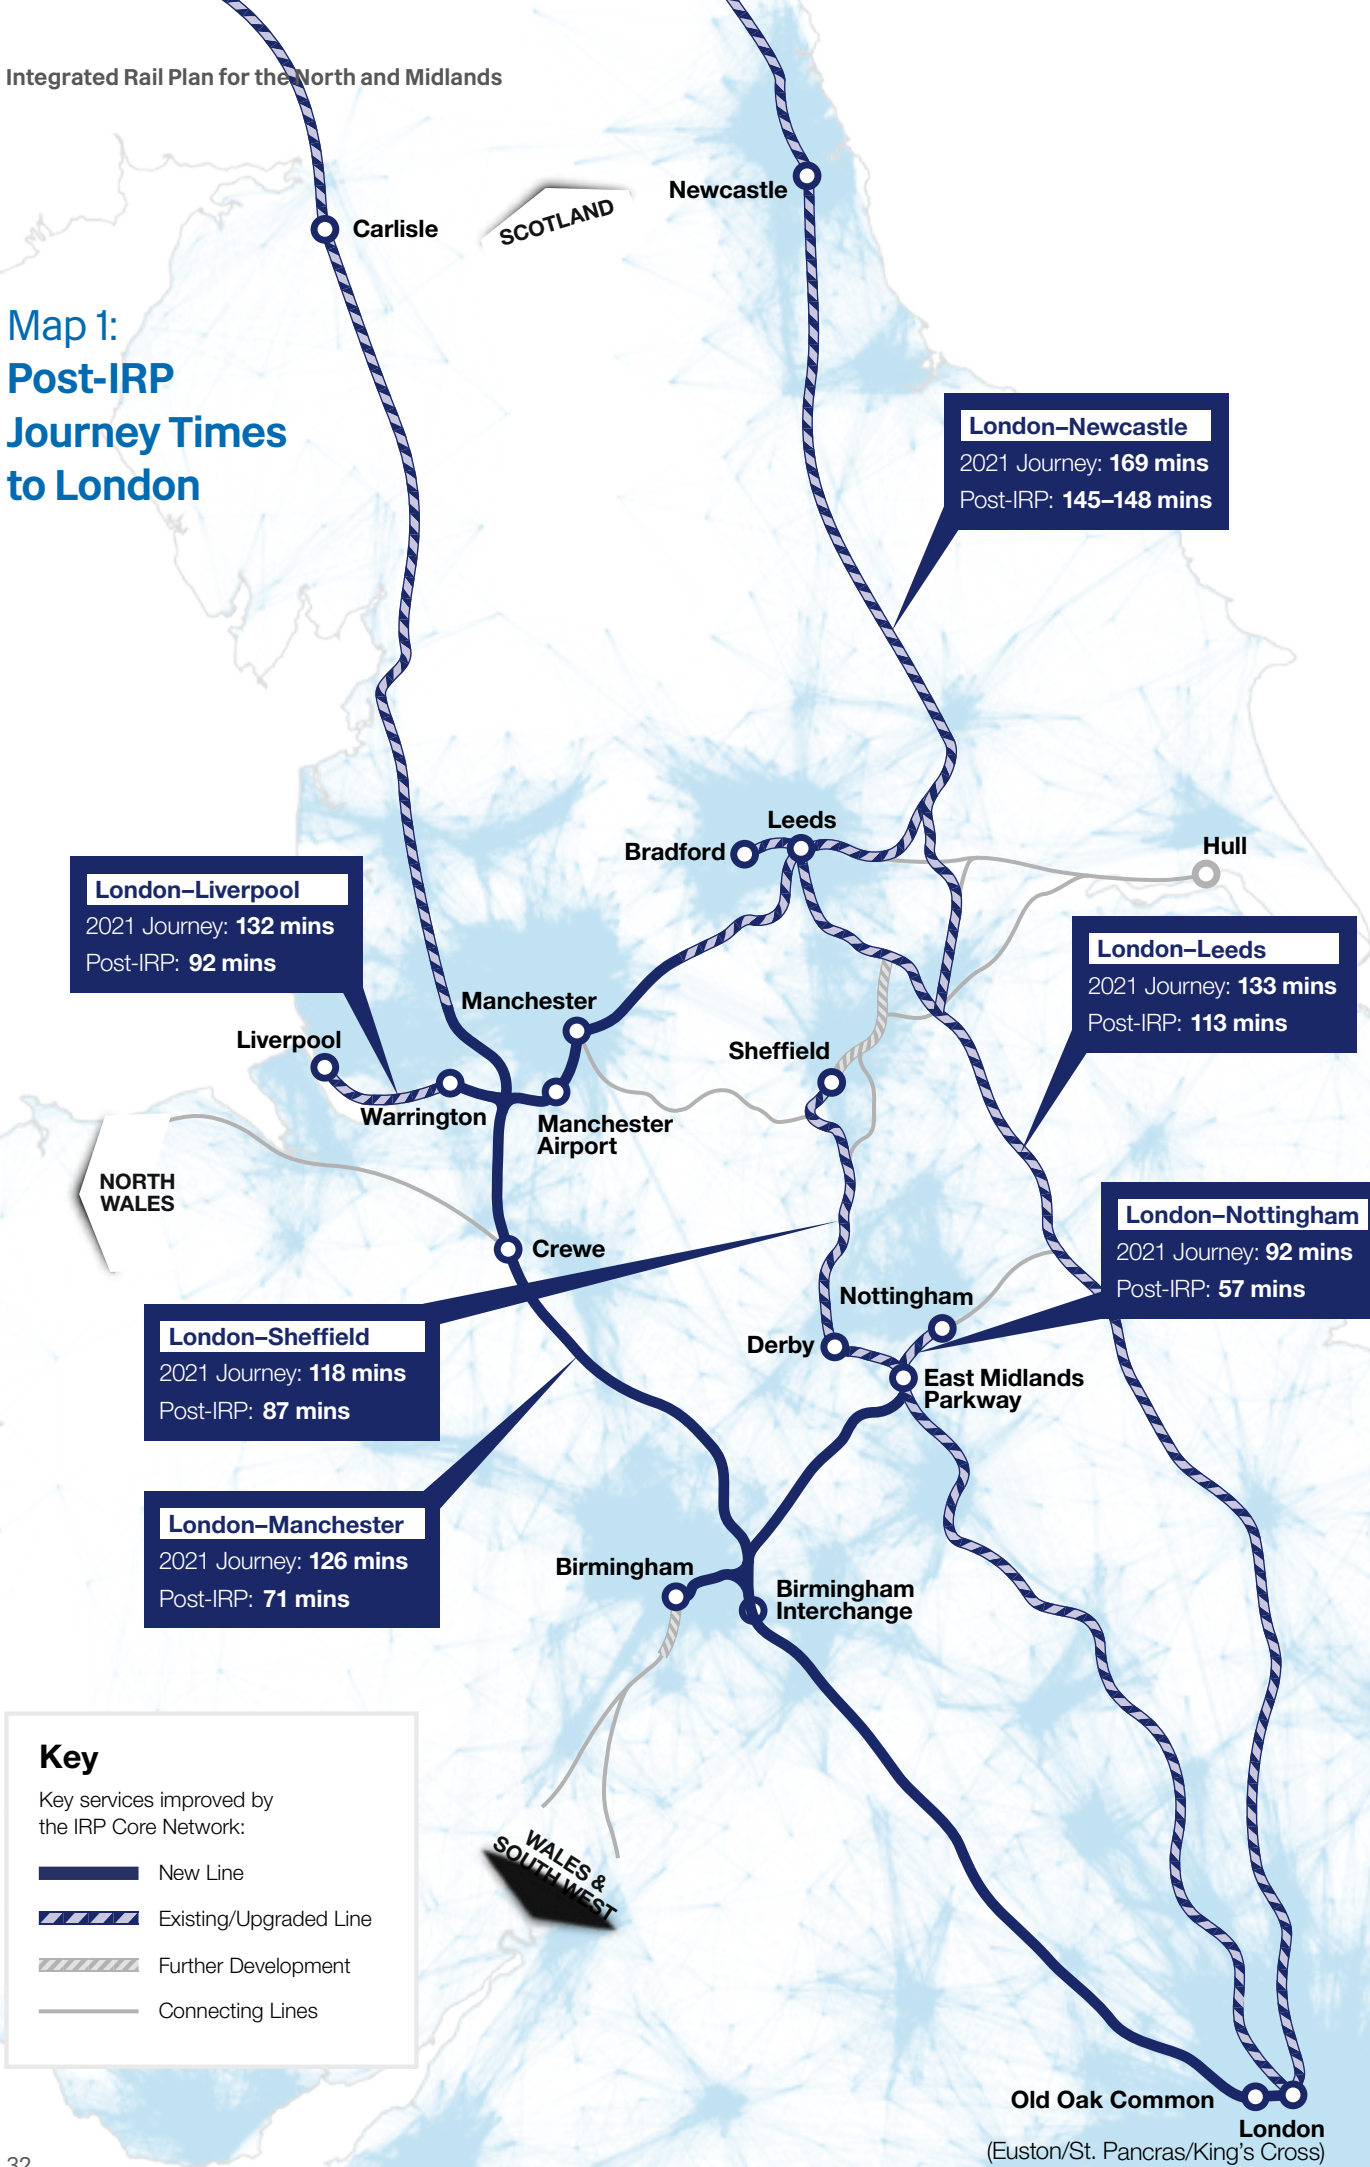 Integrated Rail Plan for the North and Midlands
Newcastle
Carlisle
SCOTLAND
Map 1:
Post-IRP
Journey Times
to London
London–Newcastle
2021 Journey: 169 mins
Post-IRP: 145–148 mins
Leeds
Bradford
Hull
London–Liverpool
2021 Journey: 132 mins
Post-IRP: 92 mins
London–Leeds
2021 Journey: 133 mins
Post-IRP: 113 mins
Manchester
Liverpool
Sheffield
Warrington
Manchester
Airport
NORTH
WALES
London–Nottingham
2021 Journey: 92 mins
Post-IRP: 57 mins
Crewe
Nottingham
London–Sheffield
2021 Journey: 118 mins
Post-IRP: 87 mins
Derby
East Midlands
Parkway
London–Manchester
2021 Journey: 126 mins
Post-IRP: 71 mins
Birmingham
Birmingham
Interchange
Key
Key services improved by
the IRP Core Network:
New Line
Existing/Upgraded Line
Further Development
Connecting Lines
WALES &
SOUTH WEST
Old Oak Common
London
(Euston/St. Pancras/King's Cross)
32